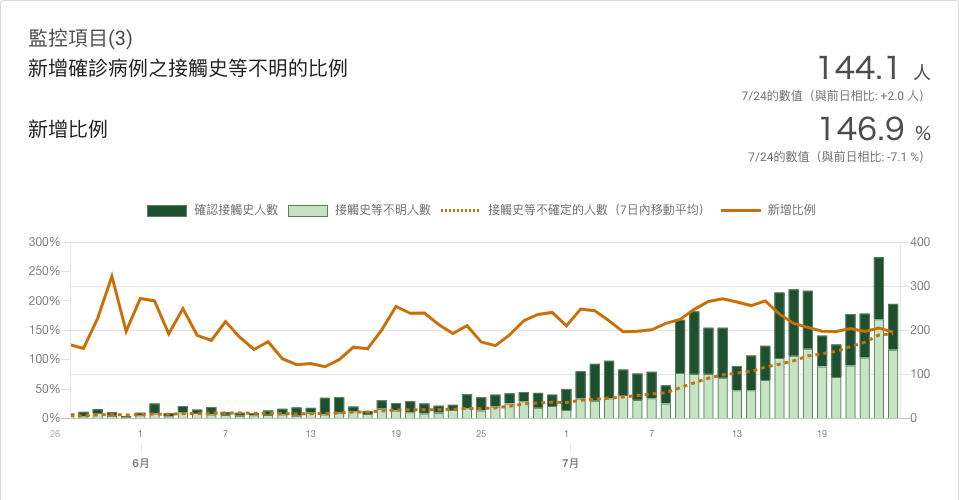 監控項目(3)
新增確診病例之接觸史等不明的比例
144.1 人
7/24的數值（與前日相比: +2.0 人）
新增比例
146.9 %
7/24的數值（與前日相比: -7.1 %）
確認接觸史人數 接觸史等不明人數 接觸史等不確定的人數（7日內移動平均） 新增比例
300% 400
250%
200% 300
150% 200
100% 100
50%
0% 0
26 1 7 13 19 25 1 7 13 19
6月 7月